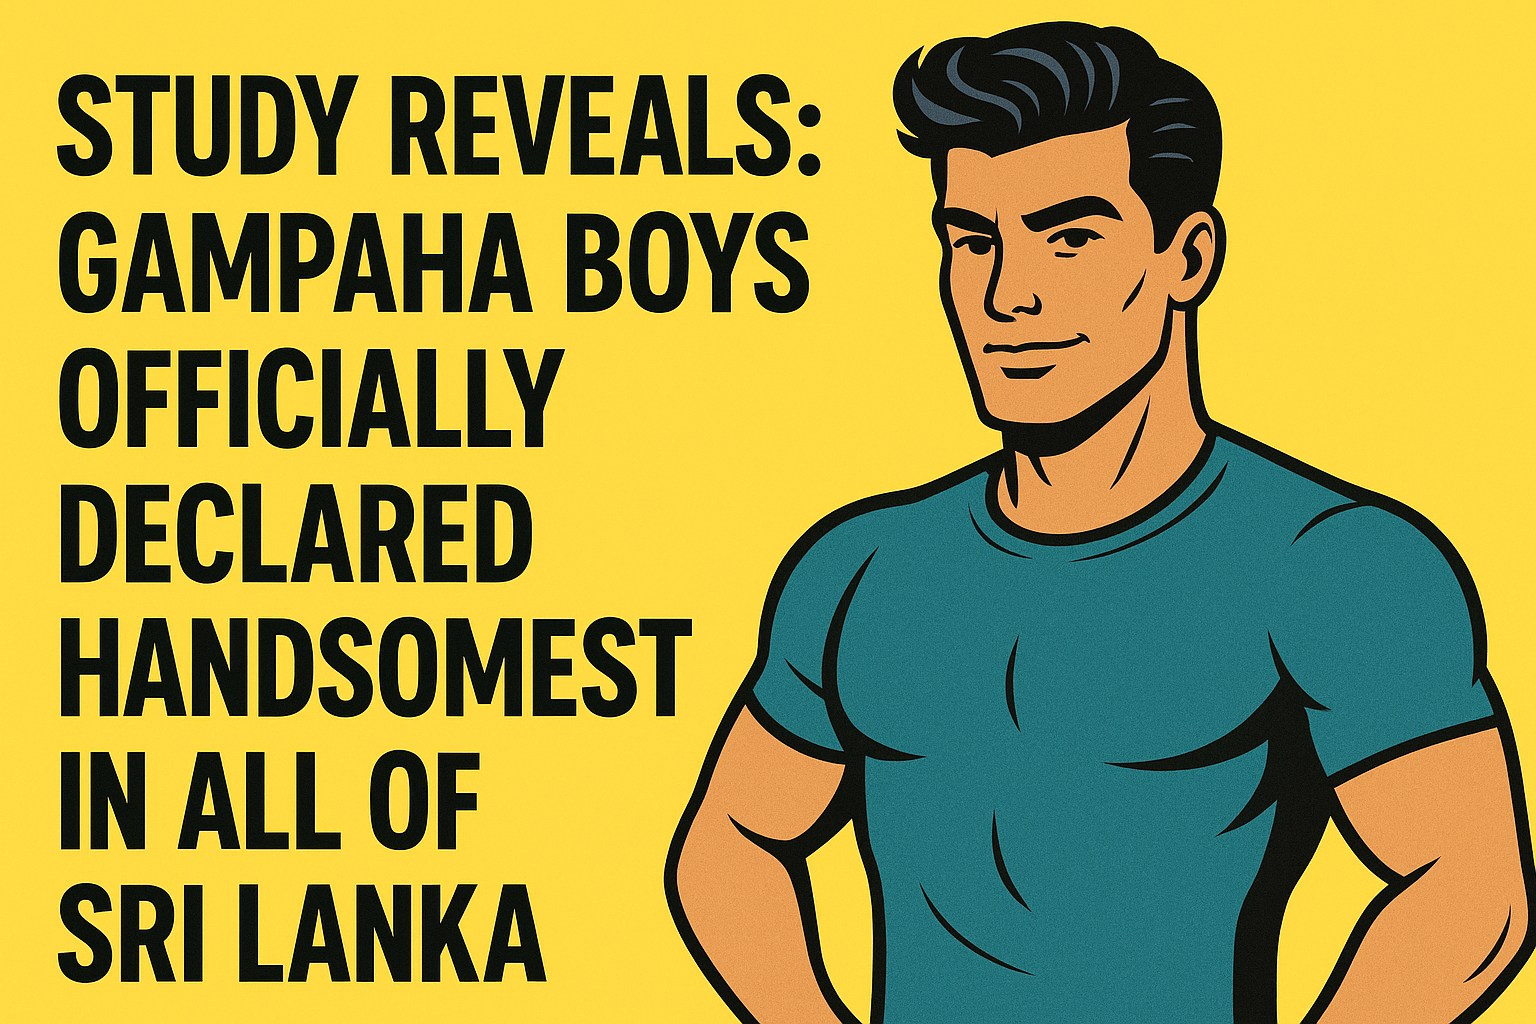 STUDY REVEALS:
GAMPAHA BOYS
OFFICIALLY
DECLARED
HANDSOMEST
IN ALL OF
SRI LANKA